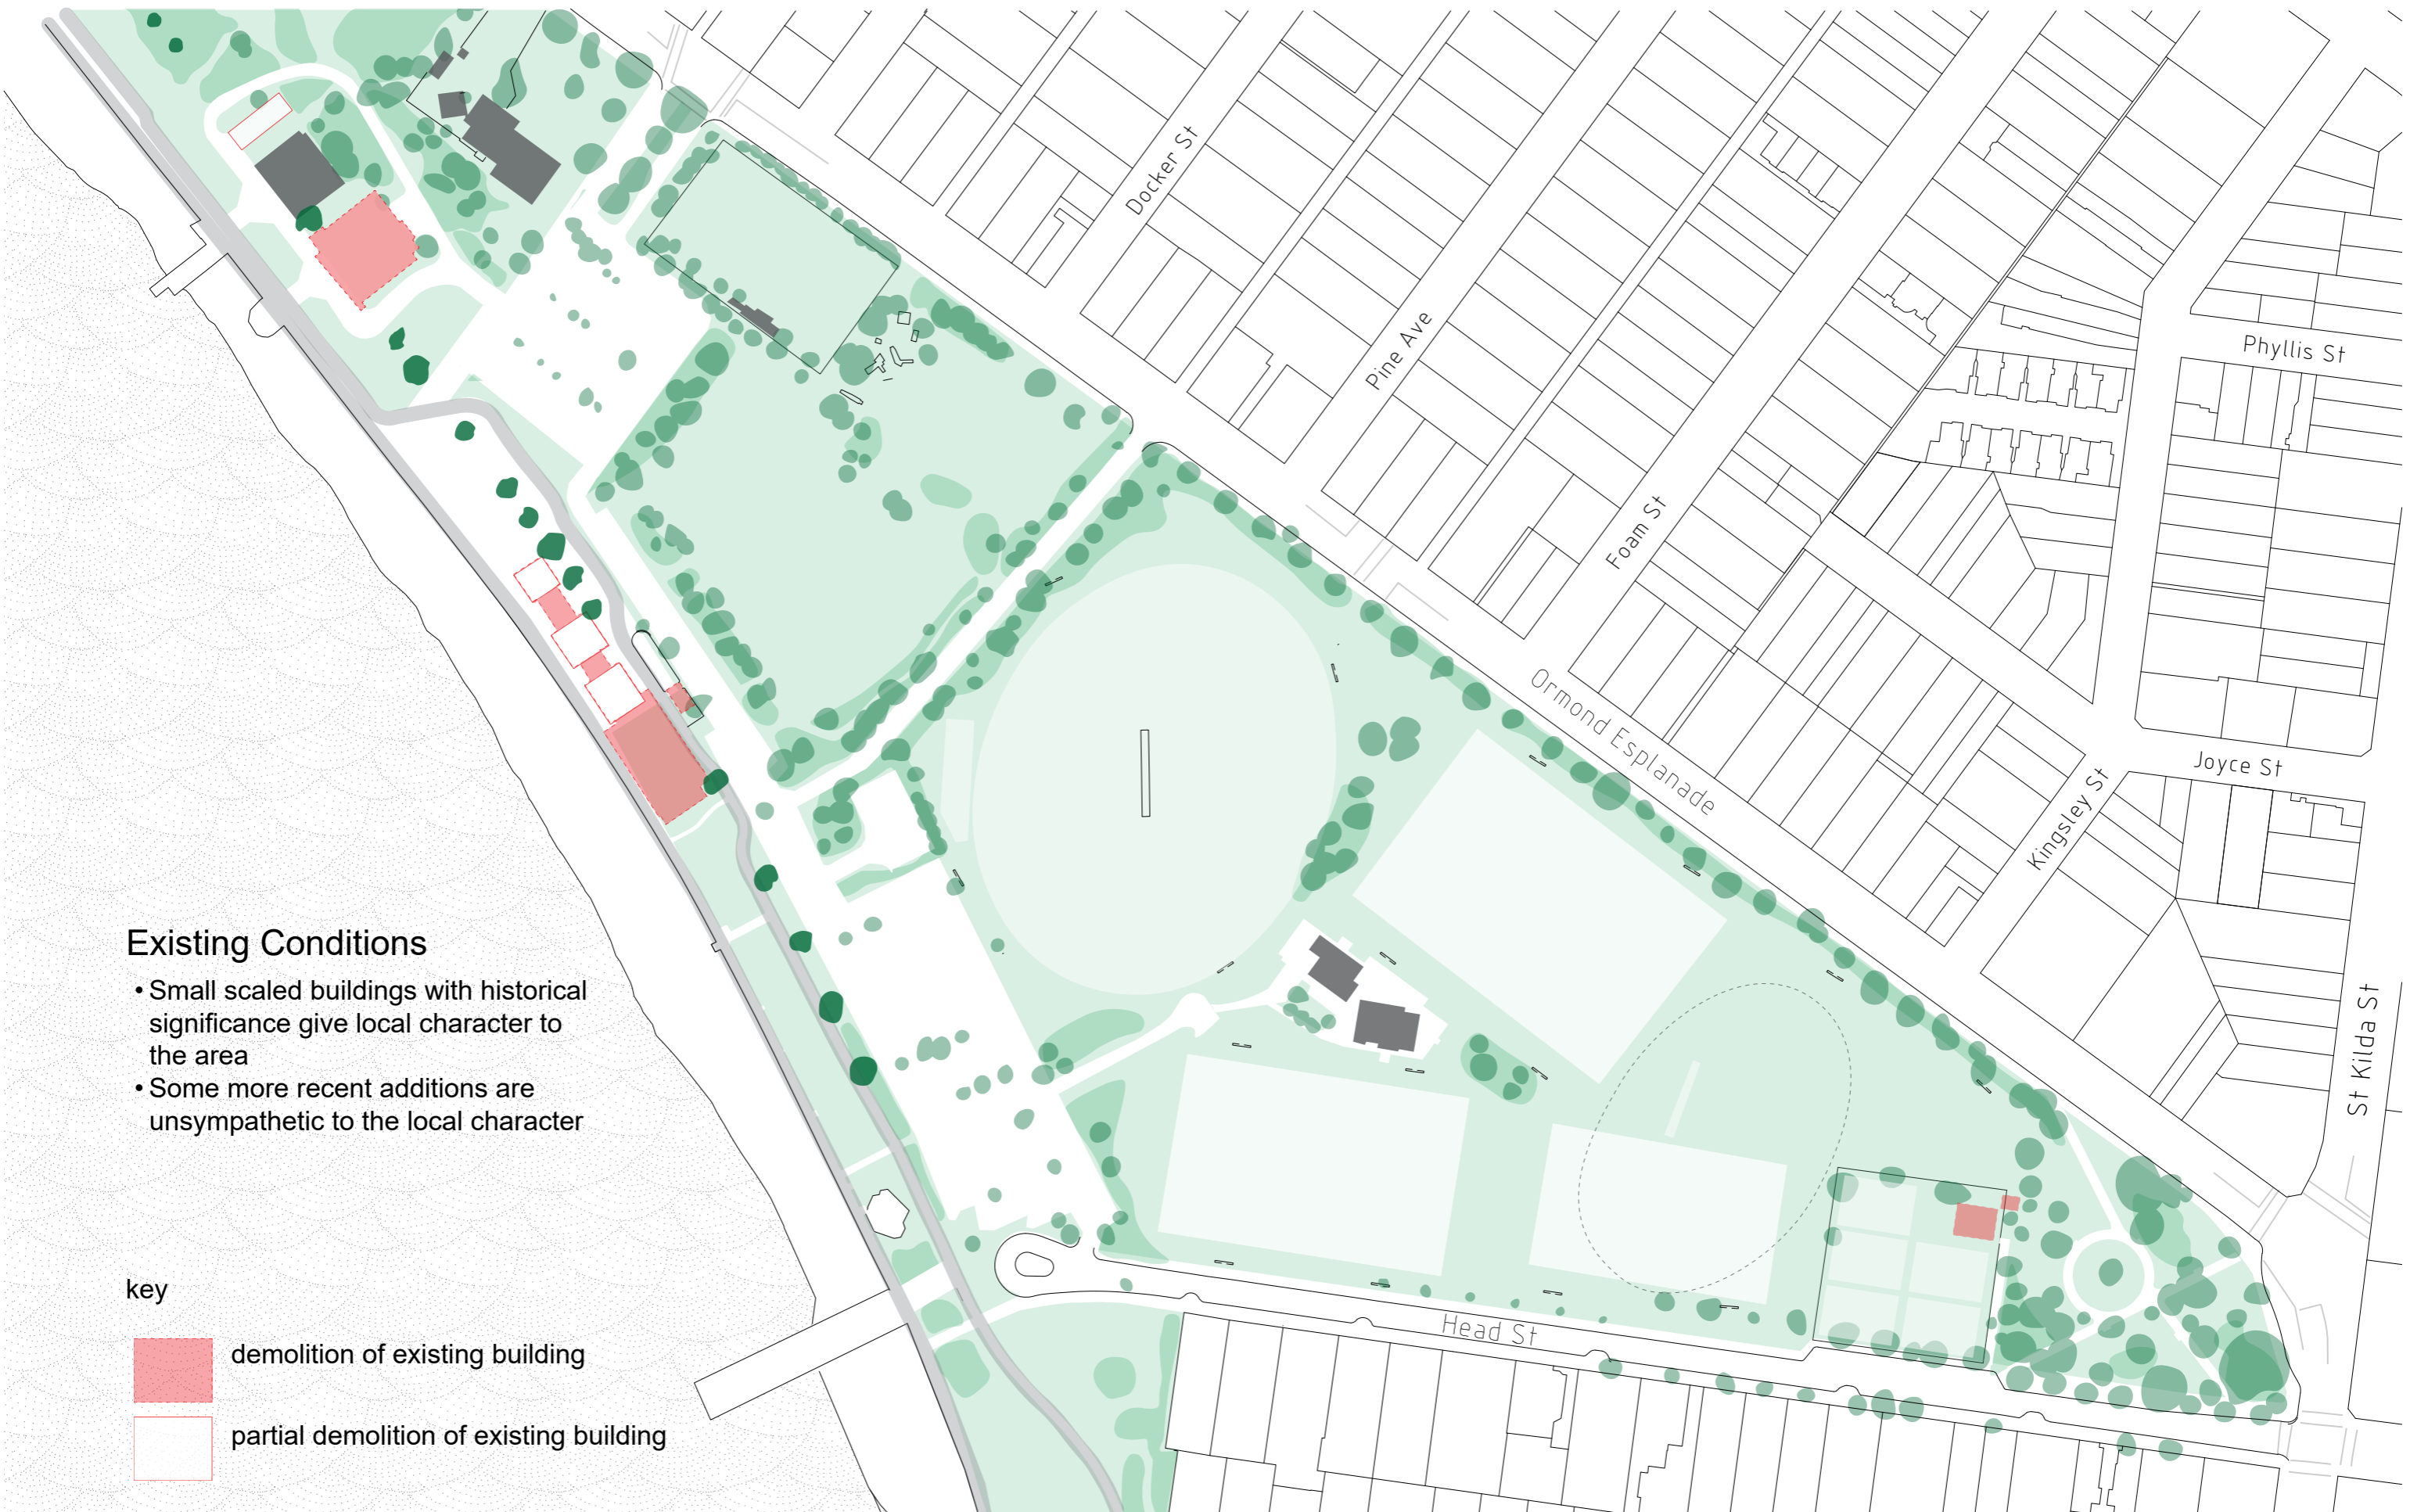 Docker St
Pine Ave
Phyllis St
Foam St
Ormond Esplanade
Joyce St
Kingsley St
St Kilda St
Head St
Existing Conditions
• Small scaled buildings with historical
significance give local character to
the area
• Some more recent additions are
unsympathetic to the local character
key
demolition of existing building
partial demolition of existing building